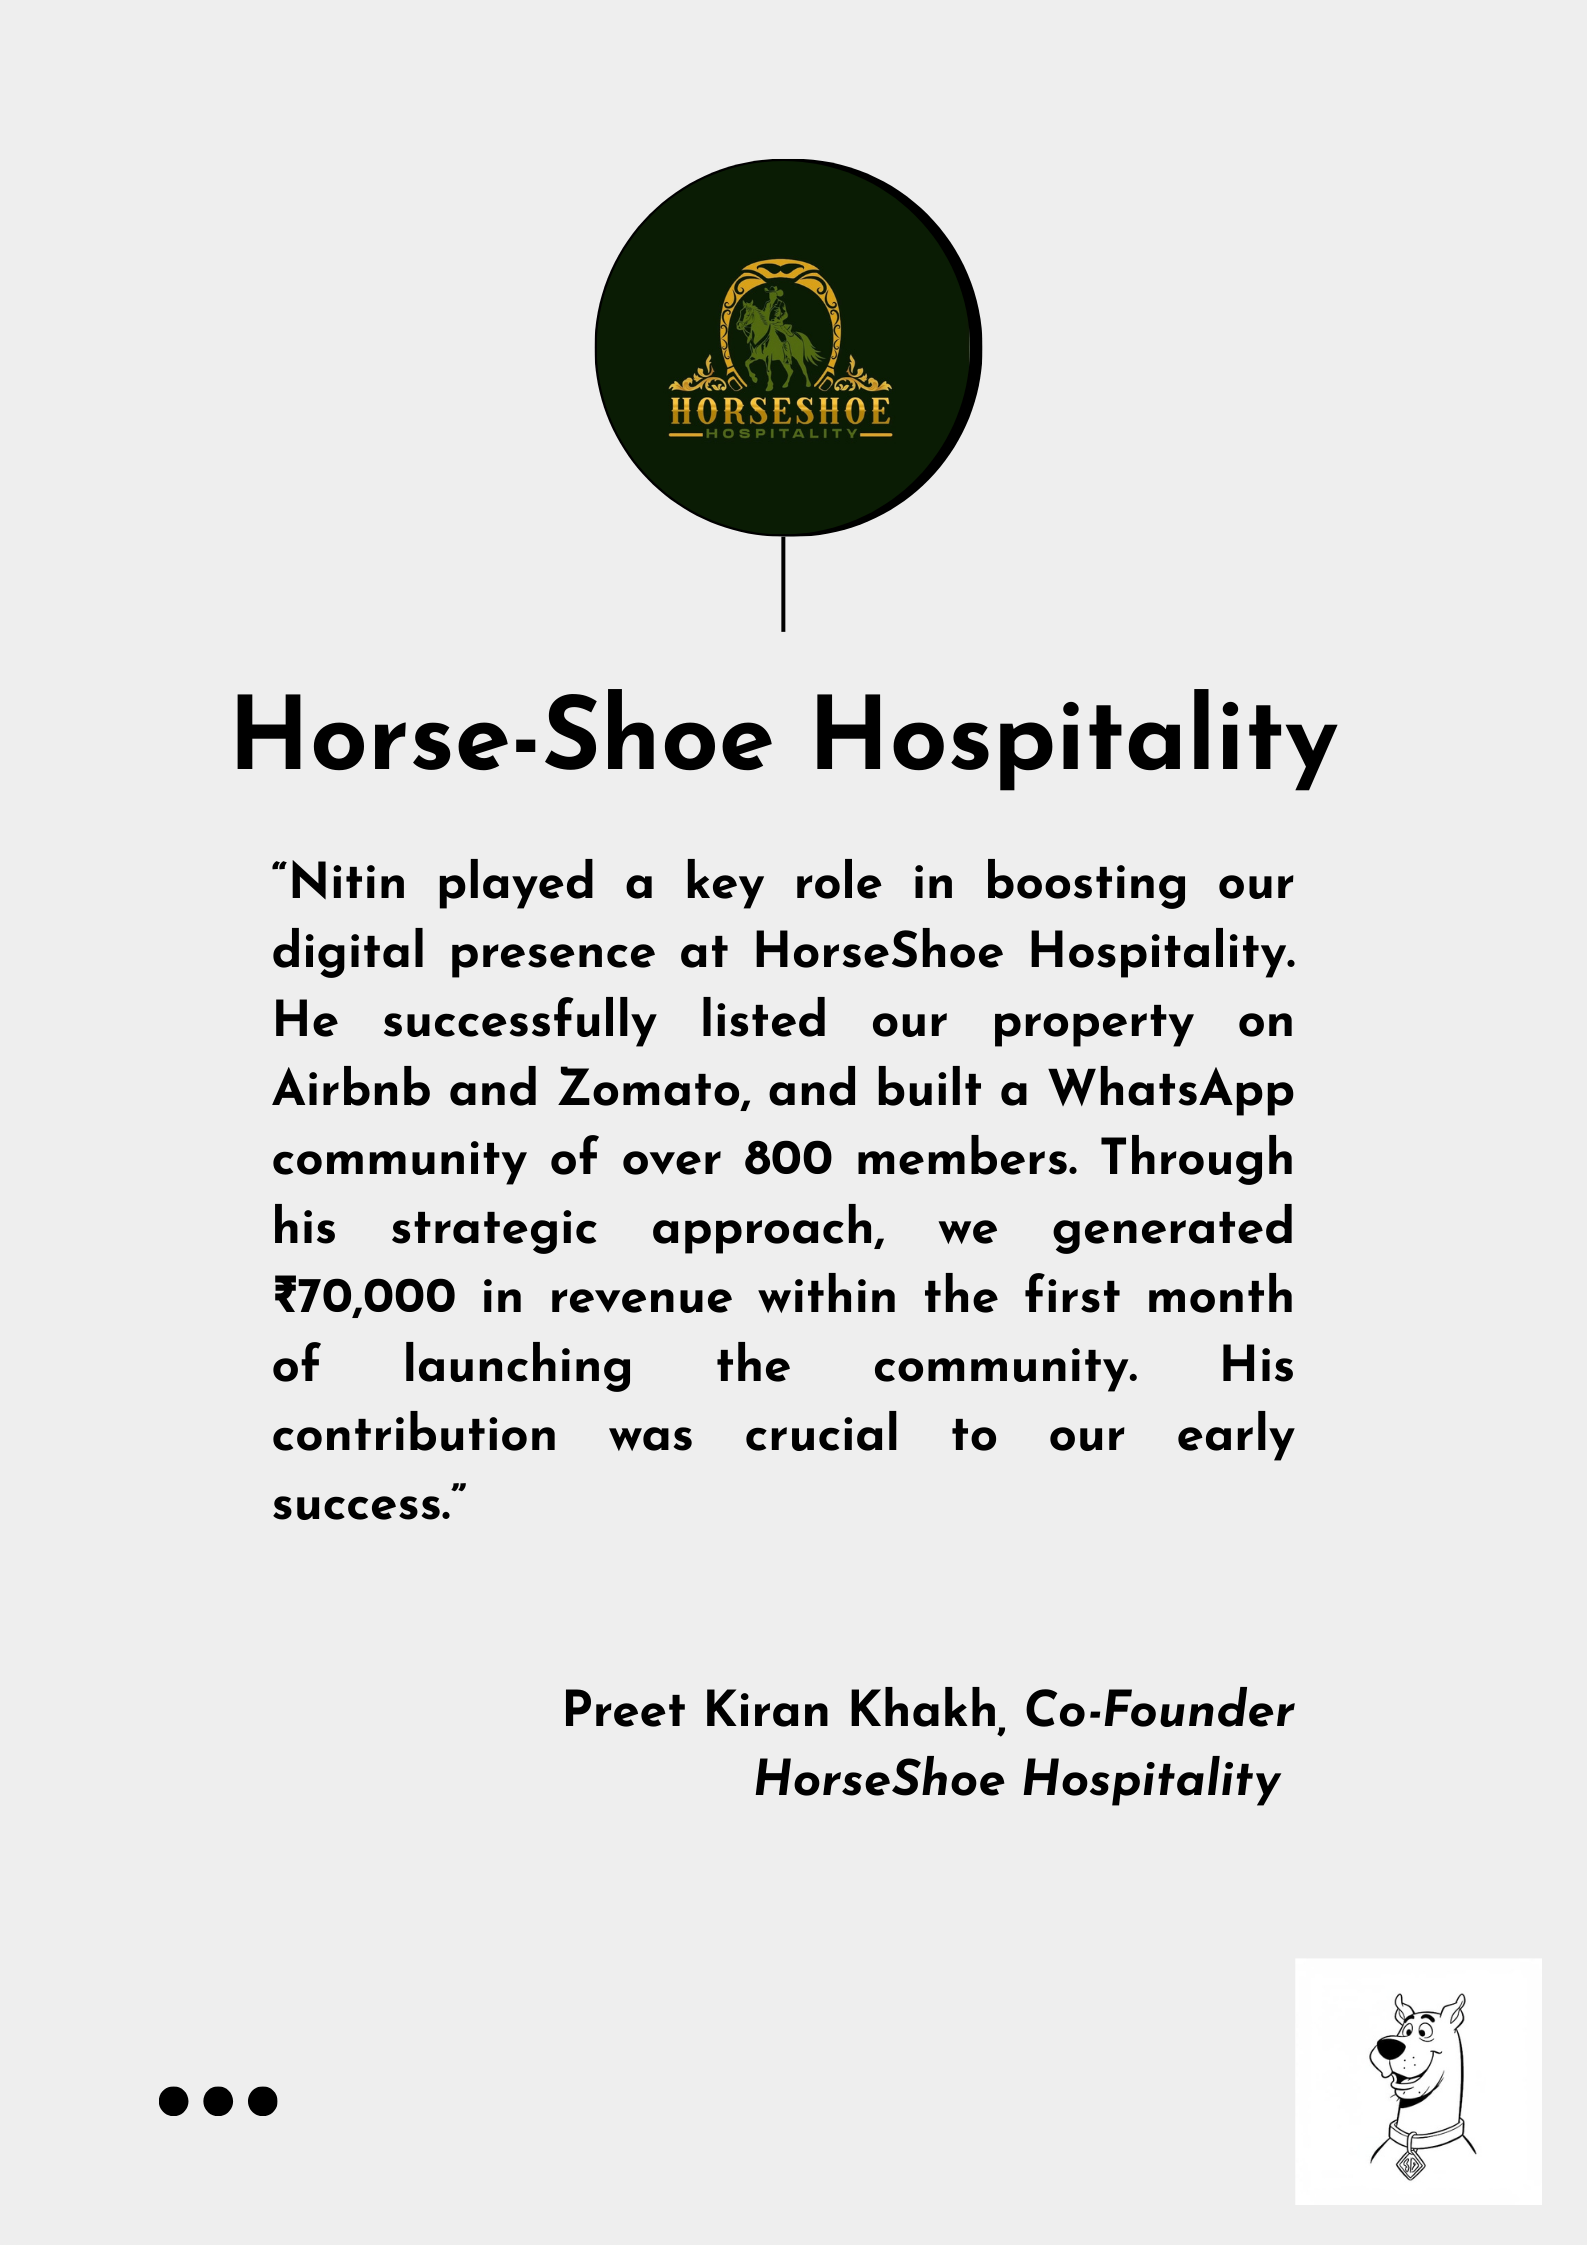 HORSESHOE
HOSPITALITY
Horse-Shoe Hospitality
“Nitin played a key role in boosting our
digital presence at HorseShoe Hospitality.
He successfully listed our property on
Airbnb and Zomato, and built a WhatsApp
community of over 800 members. Through
his strategic approach, we generated
₹70,000 in revenue within the first month
of launching the community. His
contribution was crucial to our early
success.”
Preet Kiran Khakh, Co-Founder
HorseShoe Hospitality
SD